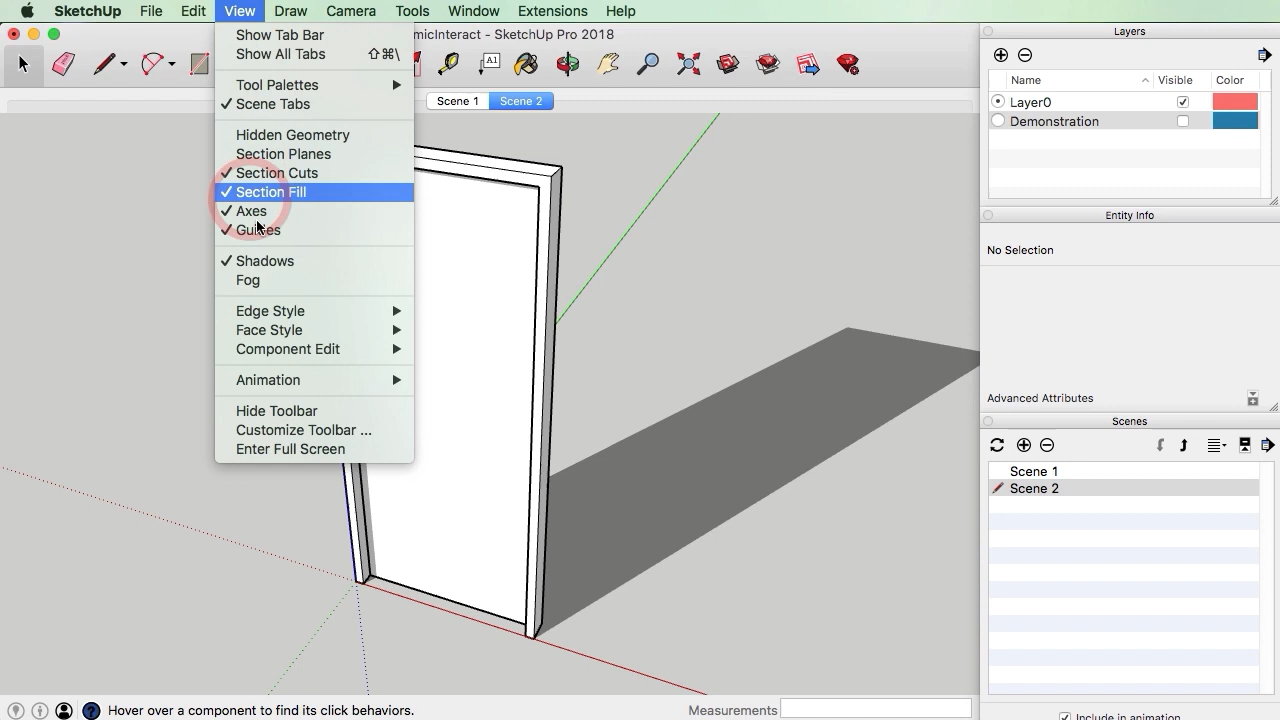 SketchUp File Edit View Draw Camera Tools Window Extensions Help
micInteract - SketchUp Pro 2018
Show Tab Bar
Show All Tabs ⇧⌘\
Tool Palettes
✓ Scene Tabs
Hidden Geometry
Section Planes
✓ Section Cuts
✓ Section Fill
✓ Axes
✓ Guides
✓ Shadows
Fog
Edge Style
Face Style
Component Edit
Animation
Hide Toolbar
Customize Toolbar ...
Enter Full Screen
A1
Scene 1 Scene 2
Layers
Name Visible Color
Layer0
Demonstration
Entity Info
No Selection
Advanced Attributes
Scenes
Scene 1
Scene 2
Include in animation
Hover over a component to find its click behaviors.
Measurements